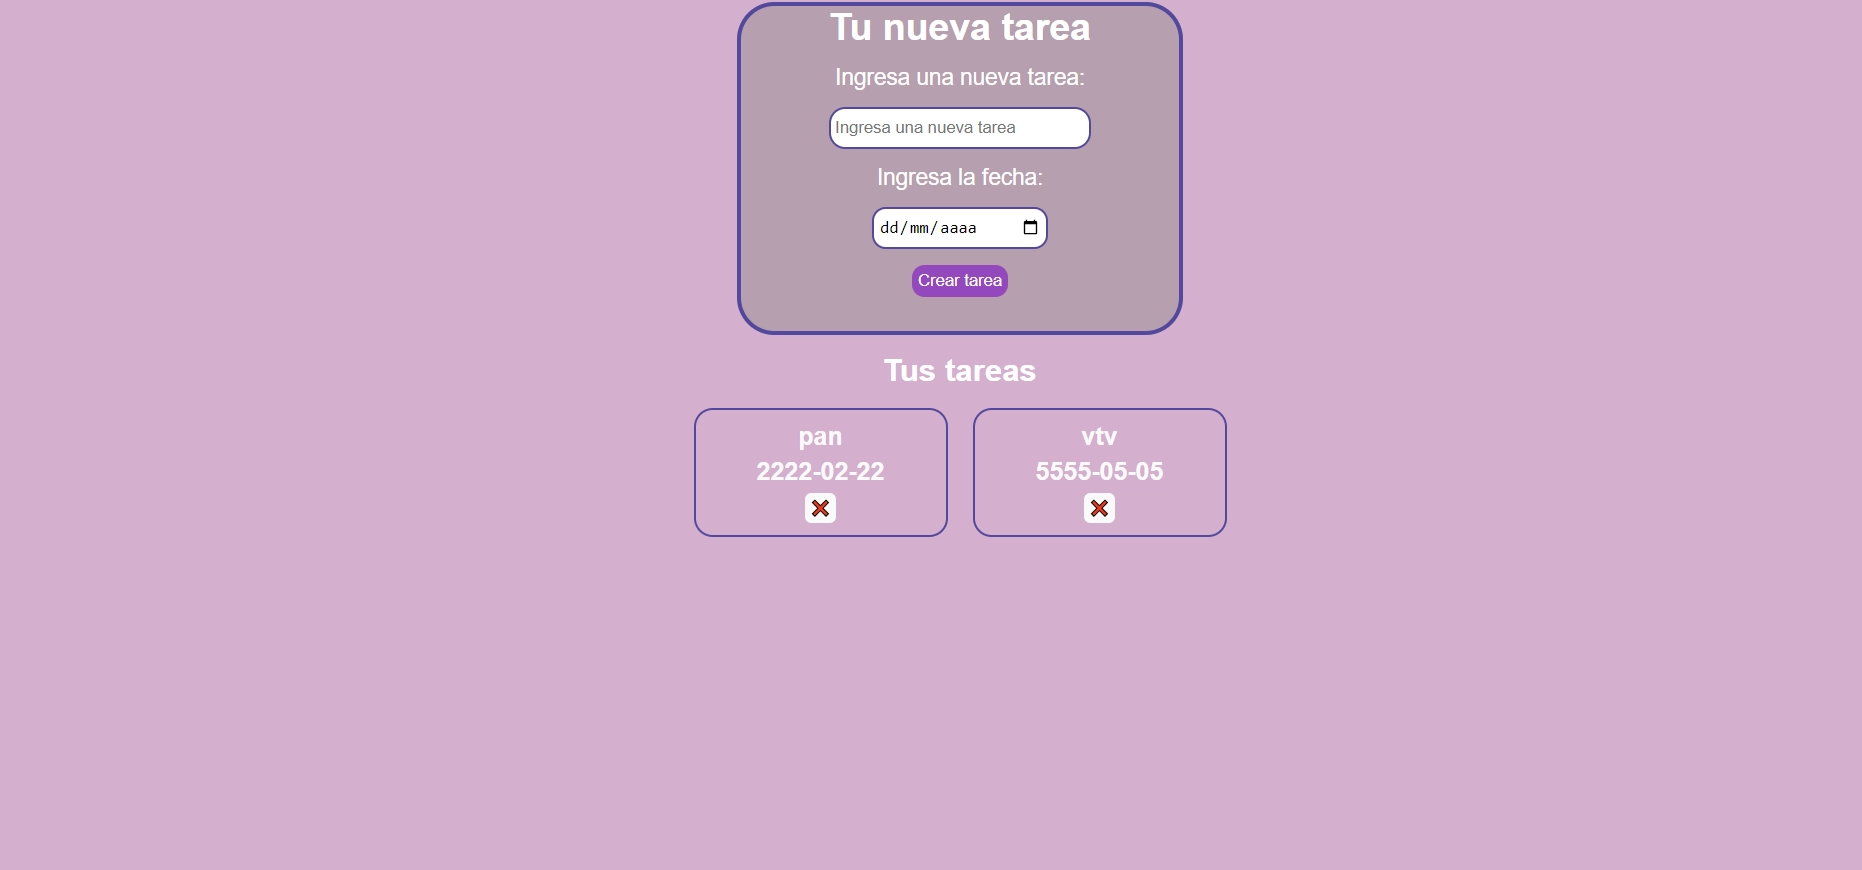 Tu nueva tarea
Ingresa una nueva tarea:
Ingresa una nueva tarea
Ingresa la fecha:
dd/mm/aaaa
Crear tarea
Tus tareas
pan
2222-02-22
vtv
5555-05-05